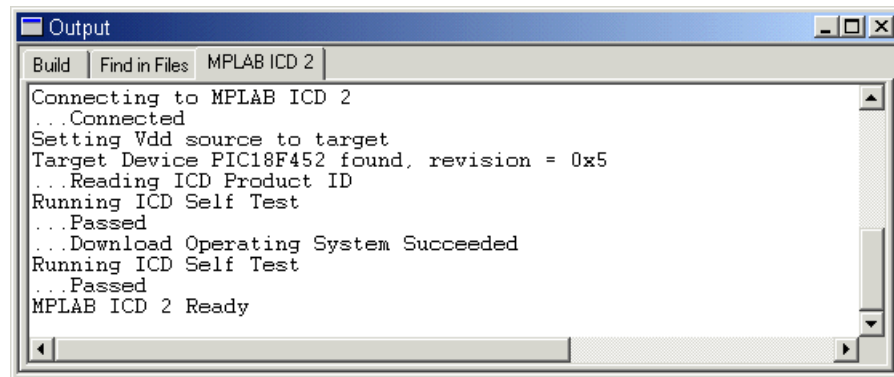 Output
Build Find in Files MPLAB ICD 2
Connecting to MPLAB ICD 2
...Connected
Setting Vdd source to target
Target Device PIC18F452 found, revision = 0x5
...Reading ICD Product ID
Running ICD Self Test
...Passed
...Download Operating System Succeeded
Running ICD Self Test
...Passed
MPLAB ICD 2 Ready